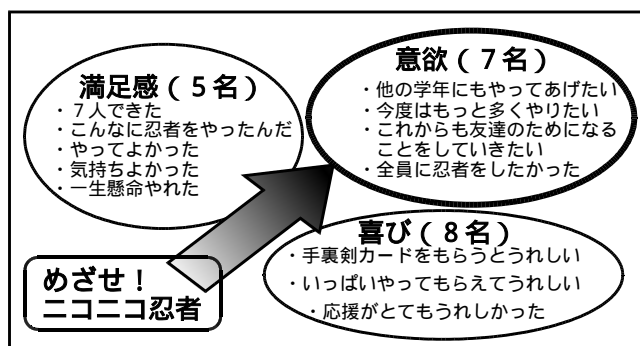 満足感（５名）
・７人できた
・こんなに忍者をやったんだ
・やってよかった
・気持ちよかった
・一生懸命やれた
意欲（７名）
・他の学年にもやってあげたい
・今度はもっと多くやりたい
・これからも友達のためになる
ことをしていきたい
・全員に忍者をしたかった
喜び（８名）
・手裏剣カードをもらうとうれしい
・いっぱいやってもらえてうれしい
・応援がとてもうれしかった
めざせ！
ニコニコ忍者